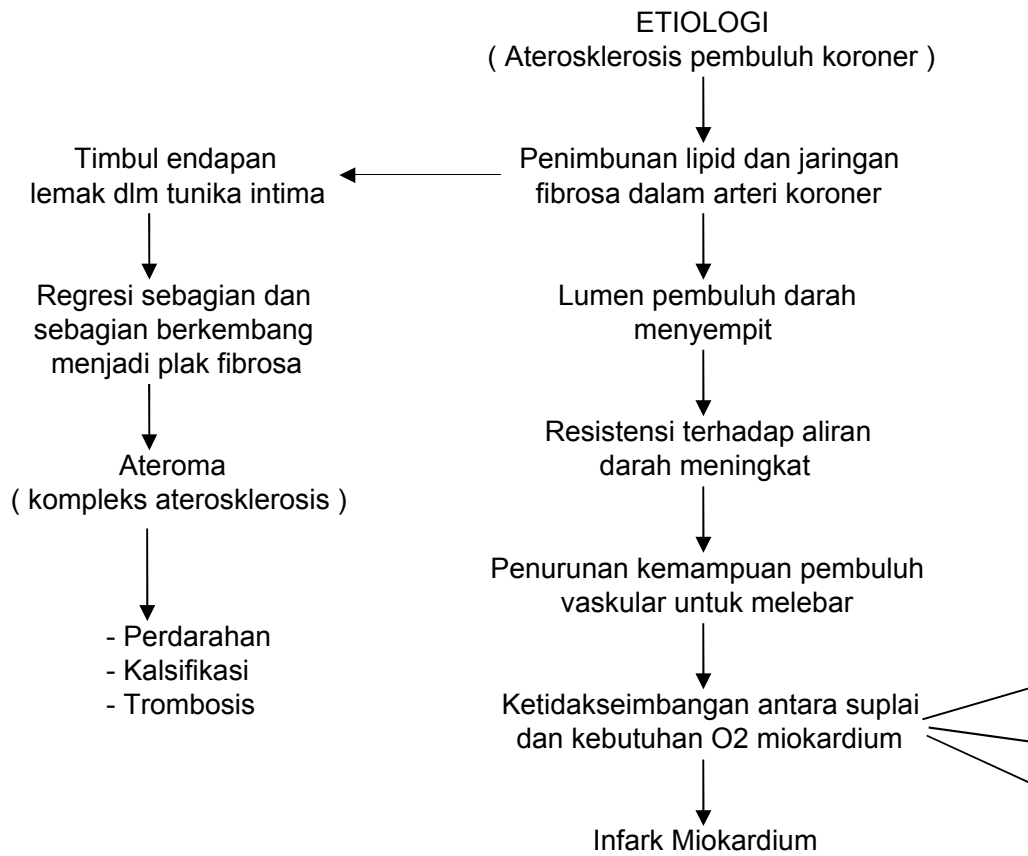 ETIOLOGI
( Aterosklerosis pembuluh koroner )
Timbul endapan
lemak dlm tunika intima
Penimbunan lipid dan jaringan
fibrosa dalam arteri koroner
Regresi sebagian dan
sebagian berkembang
menjadi plak fibrosa
Lumen pembuluh darah
menyempit
Ateroma
( kompleks aterosklerosis )
Resistensi terhadap aliran
darah meningkat
- Perdarahan
- Kalsifikasi
- Trombosis
Penurunan kemampuan pembuluh
vaskular untuk melebar
Ketidakseimbangan antara suplai
dan kebutuhan O2 miokardium
Infark Miokardium